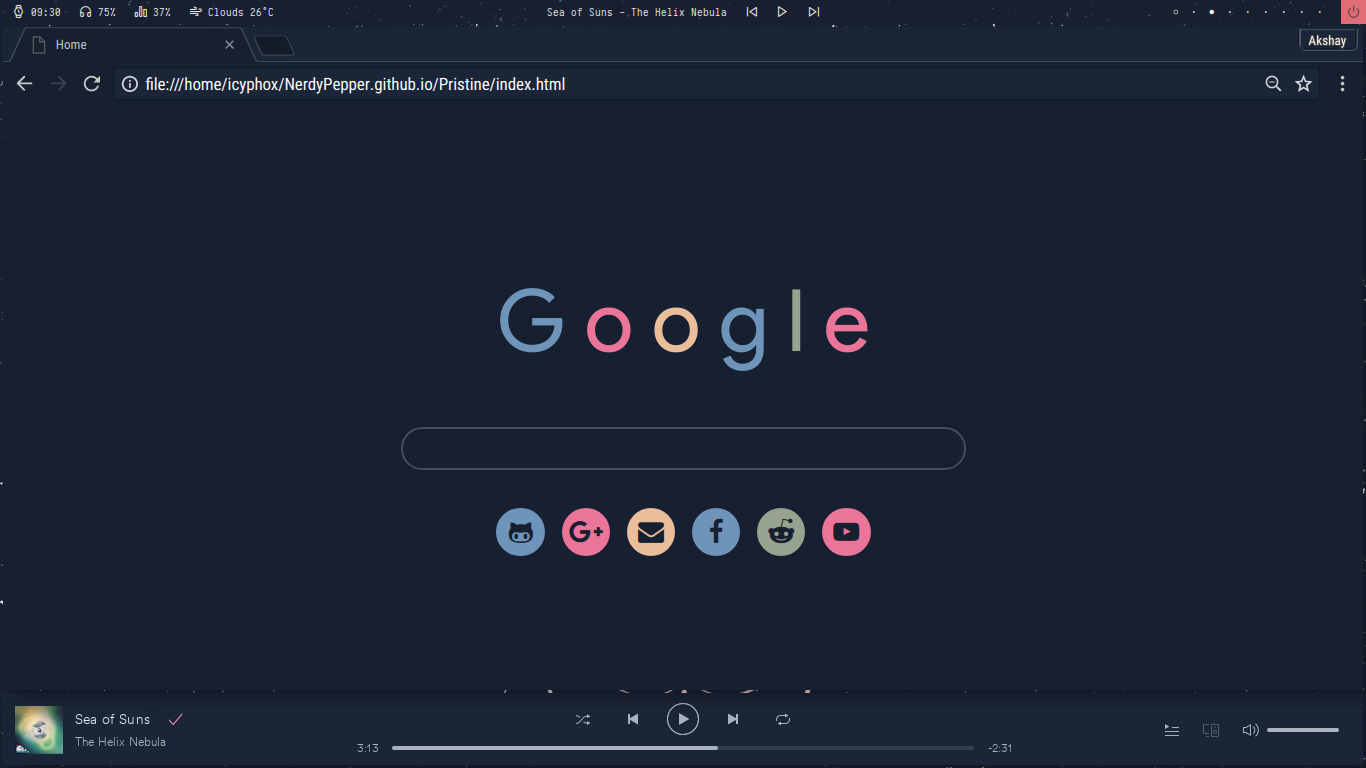 09:30 75% 37% Clouds 26°C Sea of Suns - The Helix Nebula
Home Akshay
file:///home/icyphox/NerdyPepper.github.io/Pristine/index.html
Google
G+ f
Sea of Suns
The Helix Nebula
3:13 -2:31